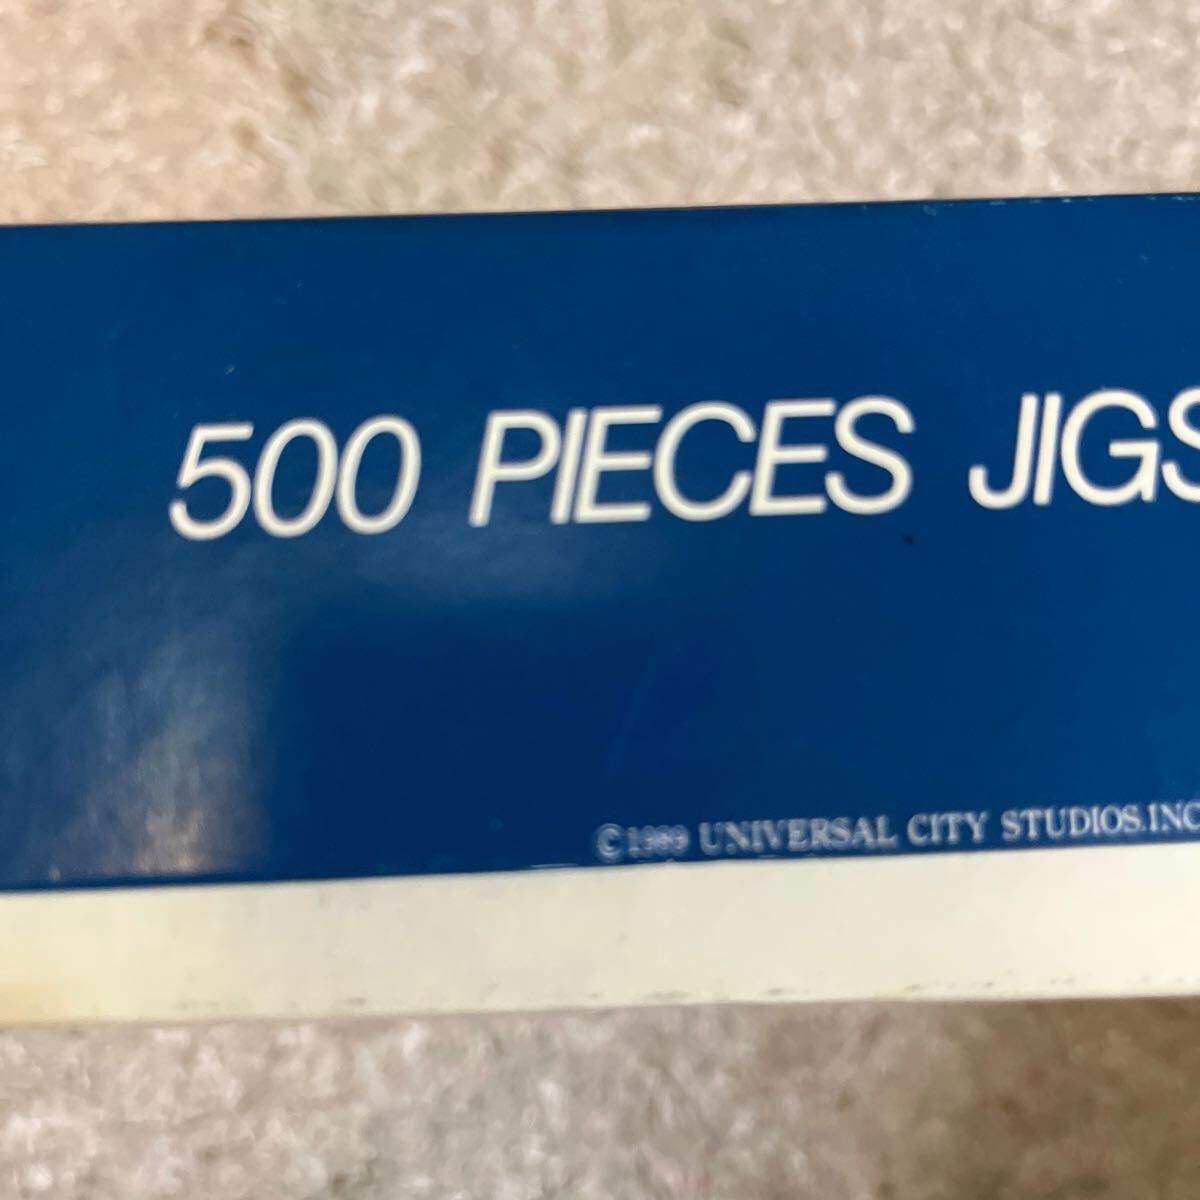 500 PIECES JIGS
©1989 UNIVERSAL CITY STUDIOS.INC